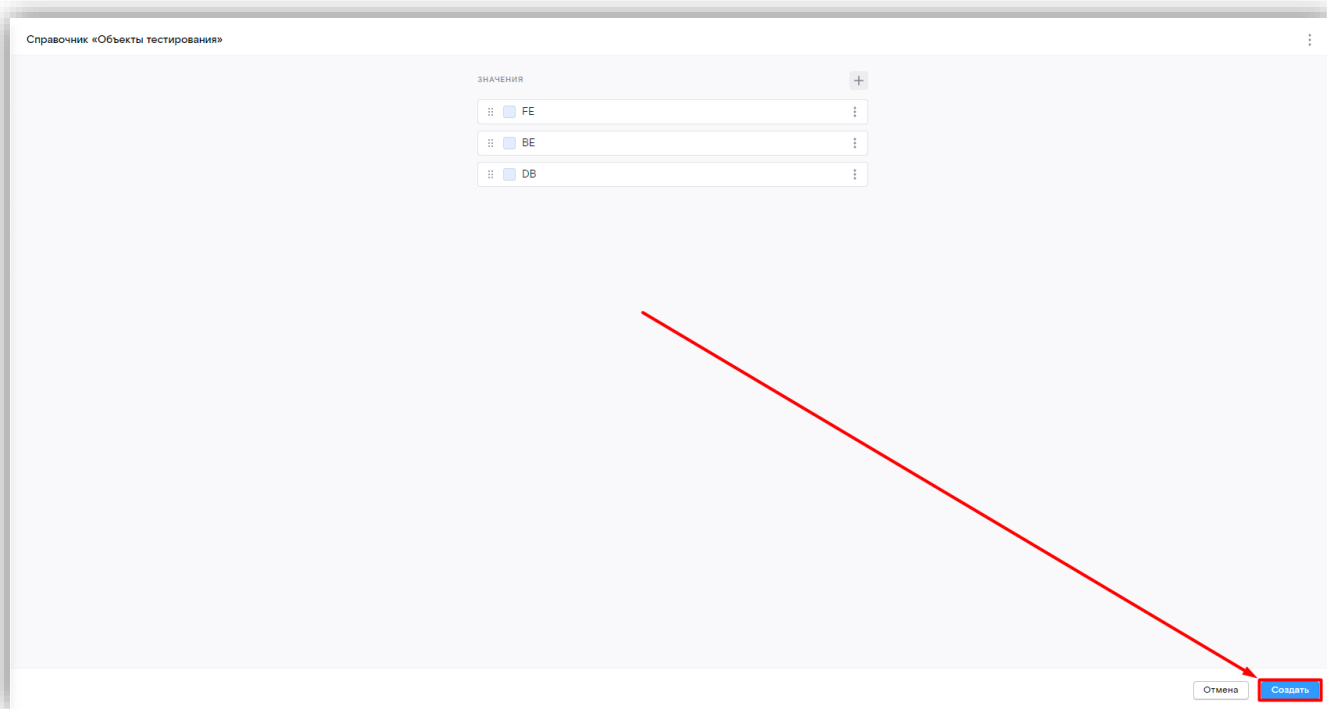 Справочник «Объекты тестирования»
ЗНАЧЕНИЯ
FE
BE
DB
Отмена
Создать